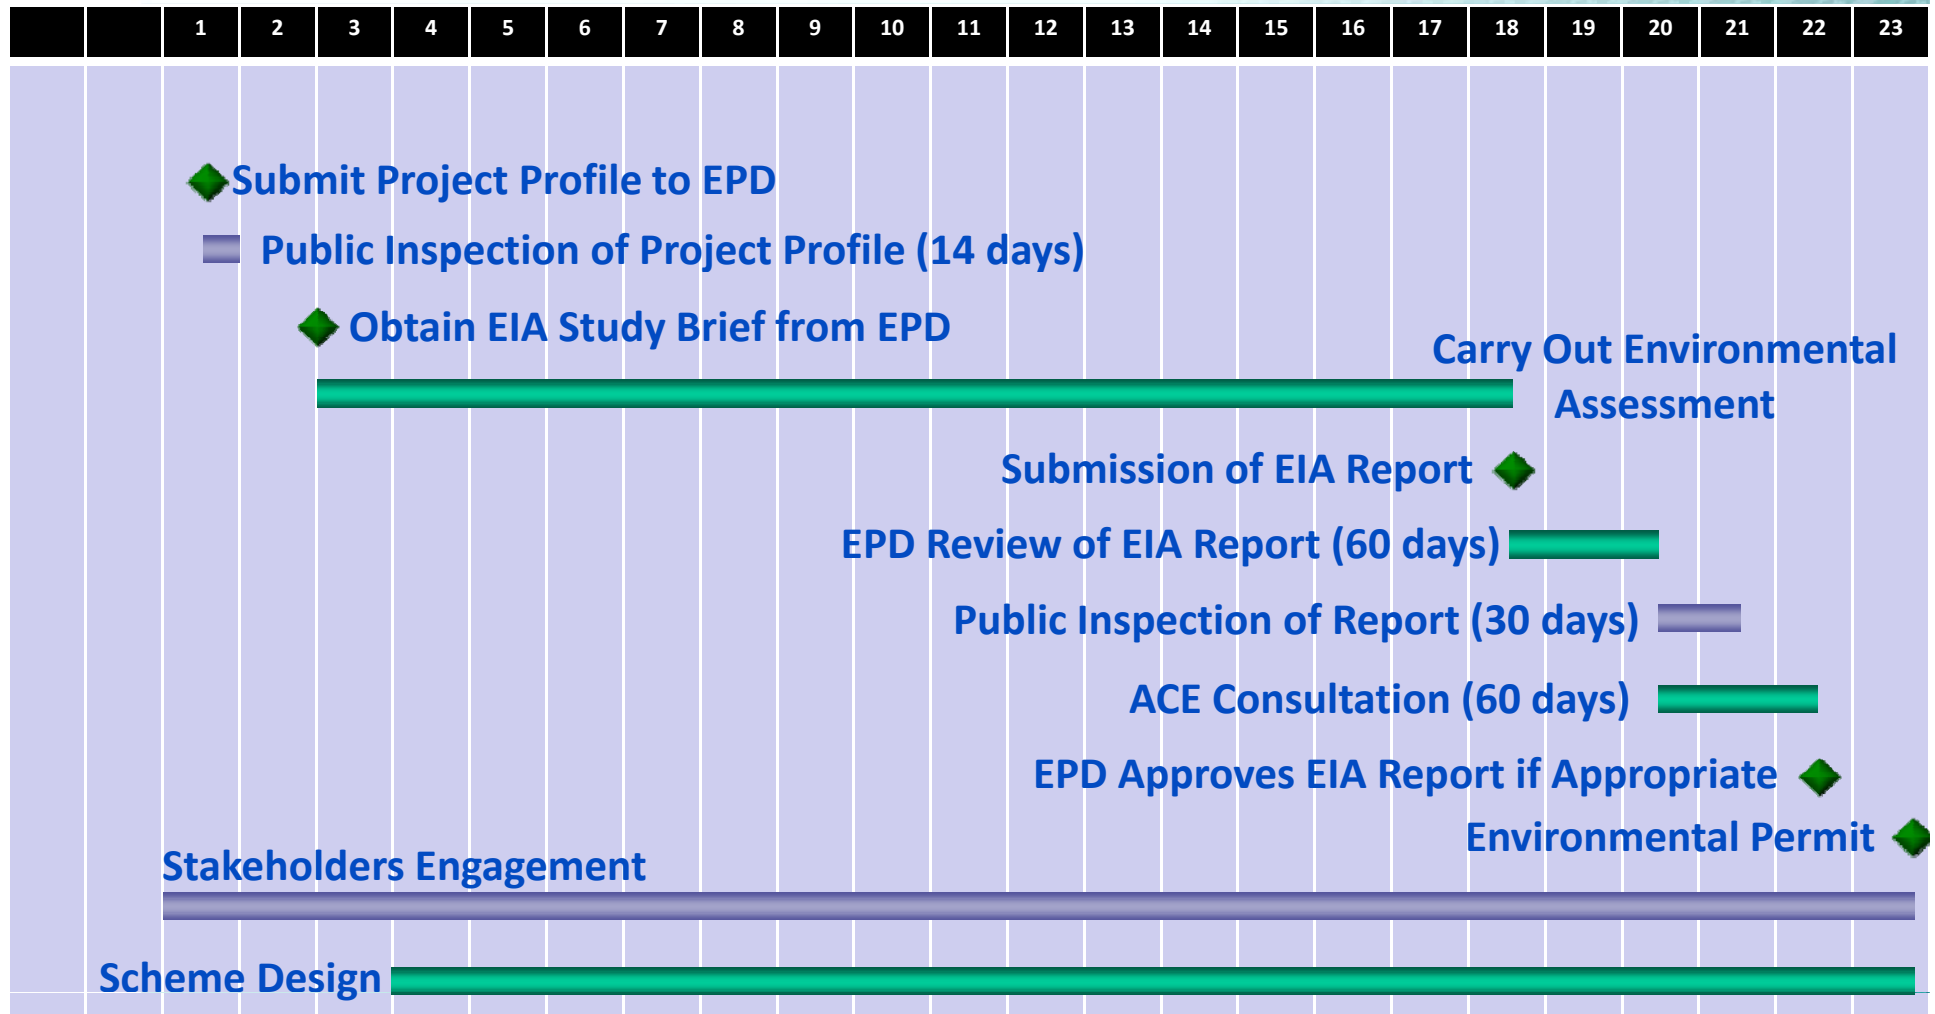 1 2 3 4 5 6 7 8 9 10 11 12 13 14 15 16 17 18 19 20 21 22 23
Submit Project Profile to EPD
Public Inspection of Project Profile (14 days)
Obtain EIA Study Brief from EPD
Carry Out Environmental
Assessment
Submission of EIA Report
EPD Review of EIA Report (60 days)
Public Inspection of Report (30 days)
ACE Consultation (60 days)
EPD Approves EIA Report if Appropriate
Environmental Permit
Stakeholders Engagement
Scheme Design